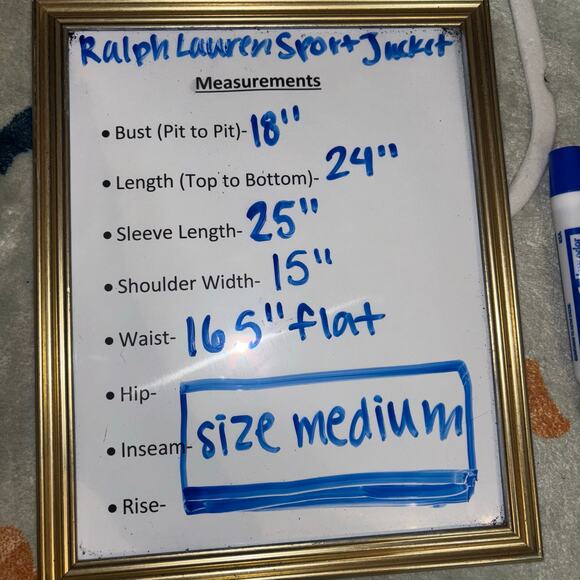 Ralph Lauren Sport Jacket
Measurements
• Bust (Pit to Pit)- 18"
• Length (Top to Bottom)- 24"
• Sleeve Length- 25"
• Shoulder Width- 15"
• Waist- 16 5" flat
• Hip-
• Inseam-
size medium
• Rise-